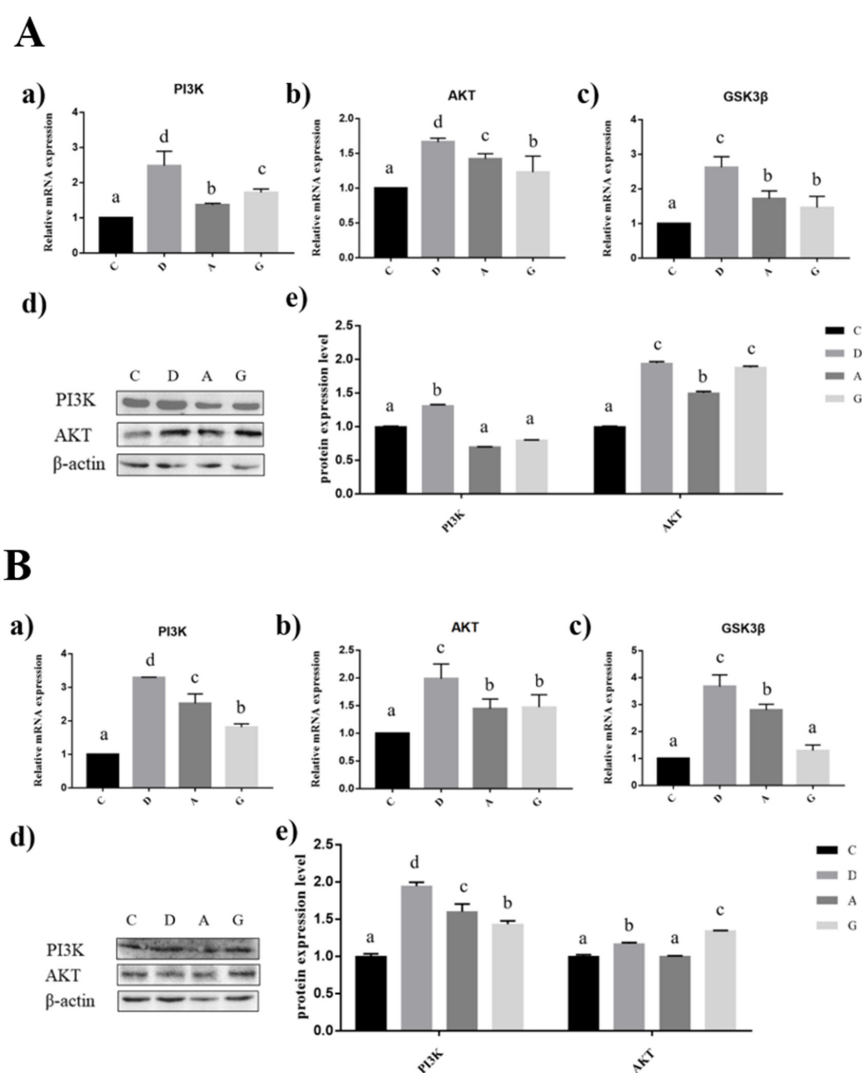 A
a)
PI3K
Relative mRNA expression
4
3
2
1
0
a
d
b
c
C
D
A
G
b)
AKT
Relative mRNA expression
2.0
1.5
1.0
0.5
0.0
a
d
c
b
C
D
A
G
c)
GSK3β
Relative mRNA expression
4
3
2
1
0
a
c
b
b
C
D
A
G
d)
C D A G
PI3K
AKT
β-actin
e)
protein expression level
2.5
2.0
1.5
1.0
0.5
0.0
a
b
a
a
a
c
b
c
PI3K
AKT
C
D
A
G
B
a)
PI3K
Relative mRNA expression
4
3
2
1
0
a
d
c
b
C
D
A
G
b)
AKT
Relative mRNA expression
2.5
2.0
1.5
1.0
0.5
0.0
a
c
b
b
C
D
A
G
c)
GSK3β
Relative mRNA expression
5
4
3
2
1
0
a
c
b
a
C
D
A
G
d)
C D A G
PI3K
AKT
β-actin
e)
protein expression level
2.5
2.0
1.5
1.0
0.5
0.0
a
d
c
b
a
b
a
c
PI3K
AKT
C
D
A
G